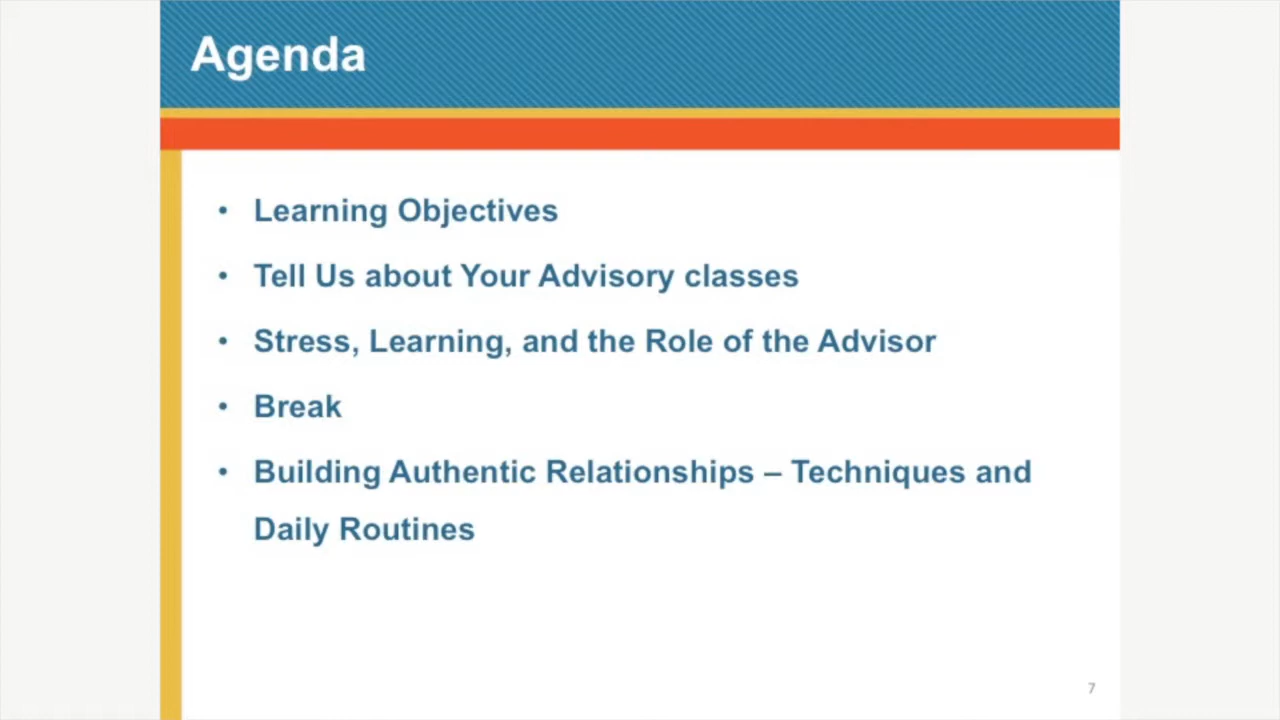 Agenda
• Learning Objectives
• Tell Us about Your Advisory classes
• Stress, Learning, and the Role of the Advisor
• Break
• Building Authentic Relationships – Techniques and
Daily Routines
7